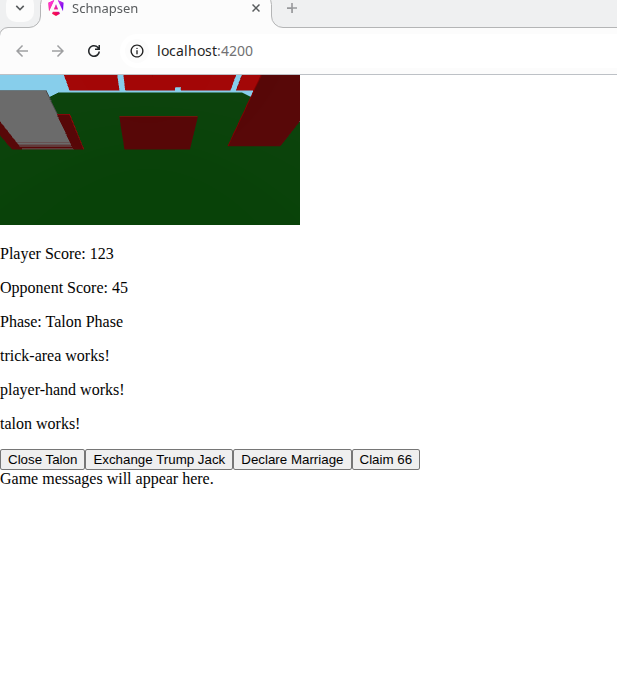 Schnapsen
localhost:4200
Player Score: 123
Opponent Score: 45
Phase: Talon Phase
trick-area works!
player-hand works!
talon works!
Close Talon Exchange Trump Jack Declare Marriage Claim 66
Game messages will appear here.